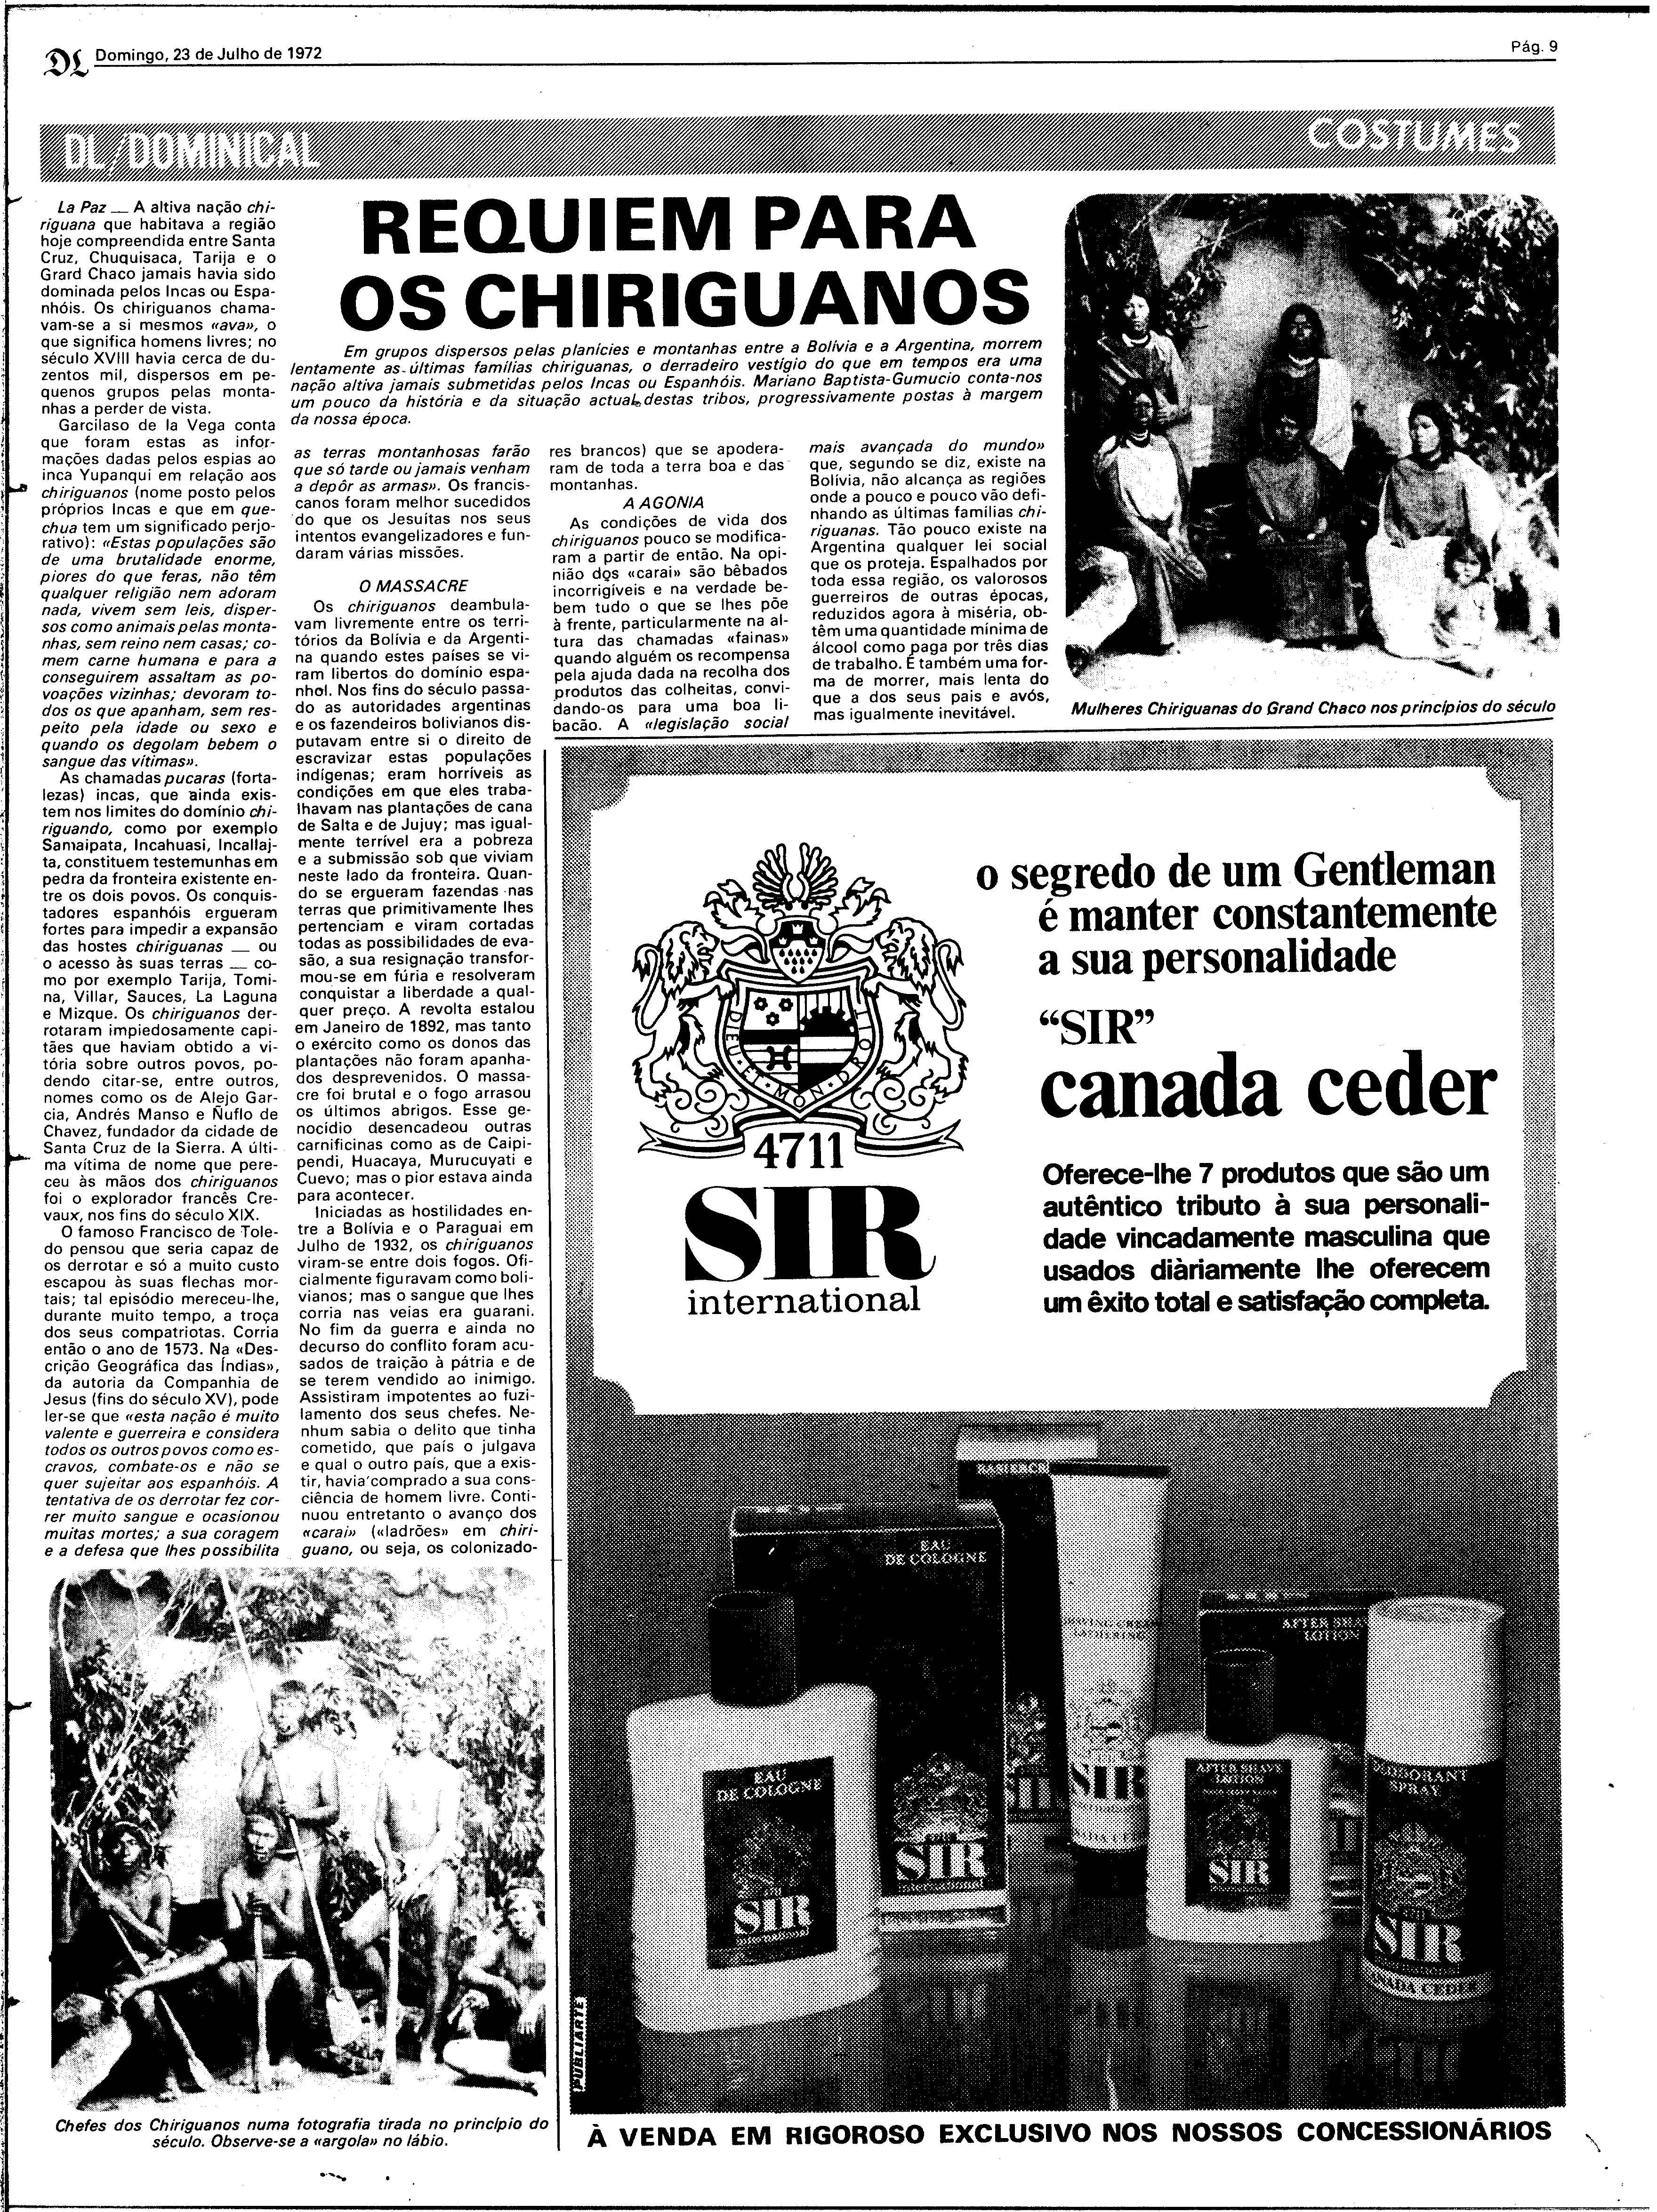 DL Domingo, 23 de Julho de 1972
Pág. 9
DL/DOMINICAL
COSTUMES
REQUIEM PARA
OS CHIRIGUANOS
Em grupos dispersos pelas planícies e montanhas entre a Bolívia e a Argentina, morrem
lentamente as últimas famílias chiriguanas, o derradeiro vestígio do que em tempos era uma
nação altiva jamais submetidas pelos Incas ou Espanhóis. Mariano Baptista-Gumucio conta-nos
um pouco da história e da situação actual destas tribos, progressivamente postas à margem
da nossa época.
La Paz — A altiva nação chi-
riguana que habitava a região
hoje compreendida entre Santa
Cruz, Chuquisaca, Tarija e o
Grand Chaco jamais havia sido
dominada pelos Incas ou Espa-
nhóis. Os chiriguanos chama-
vam-se a si mesmos «ava», o
que significa homens livres; no
século XVIII havia cerca de du-
zentos mil, dispersos em pe-
quenos grupos pelas monta-
nhas a perder de vista.
Garcilaso de la Vega conta
que foram estas as infor-
mações dadas pelos espias ao
inca Yupanqui em relação aos
chiriguanos (nome posto pelos
próprios Incas e que em que-
chua tem um significado perjo-
rativo): «Estas populações são
de uma brutalidade enorme,
piores do que feras, não têm
qualquer religião nem adoram
nada, vivem sem leis, disper-
sos como animais pelas monta-
nhas, sem reino nem casas; co-
mem carne humana e para a
conseguirem assaltam as po-
voações vizinhas; devoram to-
dos os que apanham, sem res-
peito pela idade ou sexo e
quando os degolam bebem o
sangue das vítimas».
As chamadas pucaras (forta-
lezas) incas, que ainda exis-
tem nos limites do domínio chi-
riguando, como por exemplo
Samaipata, Incahuasi, Incallaj-
ta, constituem testemunhas em
pedra da fronteira existente en-
tre os dois povos. Os conquis-
tadores espanhóis ergueram
fortes para impedir a expansão
das hostes chiriguanas — ou
o acesso às suas terras — co-
mo por exemplo Tarija, Tomi-
na, Villar, Sauces, La Laguna
e Mizque. Os chiriguanos der-
rotaram impiedosamente capi-
tães que haviam obtido a vi-
tória sobre outros povos, po-
dendo citar-se, entre outros,
nomes como os de Alejo Gar-
cia, Andrés Manso e Ñuflo de
Chavez, fundador da cidade de
Santa Cruz de la Sierra. A últi-
ma vítima de nome que pere-
ceu às mãos dos chiriguanos
foi o explorador francês Cre-
vaux, nos fins do século XIX.
O famoso Francisco de Tole-
do pensou que seria capaz de
os derrotar e só a muito custo
escapou às suas flechas mor-
tais; tal episódio mereceu-lhe,
durante muito tempo, a troça
dos seus compatriotas. Corria
então o ano de 1573. Na «Des-
crição Geográfica das Índias»,
da autoria da Companhia de
Jesus (fins do século XV), pode
ler-se que «esta nação é muito
valente e guerreira e considera
todos os outros povos como es-
cravos, combate-os e não se
quer sujeitar aos espanhóis. A
tentativa de os derrotar fez cor-
rer muito sangue e ocasionou
muitas mortes; a sua coragem
e a defesa que lhes possibilita
as terras montanhosas farão
que só tarde ou jamais venham
a depôr as armas». Os francis-
canos foram melhor sucedidos
do que os Jesuítas nos seus
intentos evangelizadores e fun-
daram várias missões.
O MASSACRE
Os chiriguanos deambula-
vam livremente entre os terri-
tórios da Bolívia e da Argenti-
na quando estes países se vi-
ram libertos do domínio espa-
nhol. Nos fins do século passa-
do as autoridades argentinas
e os fazendeiros bolivianos dis-
putavam entre si o direito de
escravizar estas populações
indígenas; eram horríveis as
condições em que eles traba-
lhavam nas plantações de cana
de Salta e de Jujuy; mas igual-
mente terrível era a pobreza
e a submissão sob que viviam
neste lado da fronteira. Quan-
do se ergueram fazendas nas
terras que primitivamente lhes
pertenciam e viram cortadas
todas as possibilidades de eva-
são, a sua resignação transfor-
mou-se em fúria e resolveram
conquistar a liberdade a qual-
quer preço. A revolta estalou
em Janeiro de 1892, mas tanto
o exército como os donos das
plantações não foram apanha-
dos desprevenidos. O massa-
cre foi brutal e o fogo arrasou
os últimos abrigos. Esse ge-
nocídio desencadeou outras
carnificinas como as de Caipi-
pendi, Huacaya, Murucuyati e
Cuevo; mas o pior estava ainda
para acontecer.
Iniciadas as hostilidades en-
tre a Bolívia e o Paraguai em
Julho de 1932, os chiriguanos
viram-se entre dois fogos. Ofi-
cialmente figuravam como boli-
vianos; mas o sangue que lhes
corria nas veias era guarani.
No fim da guerra e ainda no
decurso do conflito foram acu-
sados de traição à pátria e de
se terem vendido ao inimigo.
Assistiram impotentes ao fuzi-
lamento dos seus chefes. Ne-
nhum sabia o delito que tinha
cometido, que país o julgava
e qual o outro país, que a exis-
tir, havia comprado a sua cons-
ciência de homem livre. Conti-
nuou entretanto o avanço dos
«carai» («ladrões» em chiri-
guano, ou seja, os colonizado-
res brancos) que se apodera-
ram de toda a terra boa e das
montanhas.
A AGONIA
As condições de vida dos
chiriguanos pouco se modifica-
ram a partir de então. Na opi-
nião dos «carai» são bêbados
incorrigíveis e na verdade be-
bem tudo o que se lhes põe
à frente, particularmente na al-
tura das chamadas «fainas»
quando alguém os recompensa
pela ajuda dada na recolha dos
produtos das colheitas, convi-
dando-os para uma boa li-
bacão. A «legislação social
mais avançada do mundo»
que, segundo se diz, existe na
Bolívia, não alcança as regiões
onde a pouco e pouco vão defi-
nhando as últimas famílias chi-
riguanas. Tão pouco existe na
Argentina qualquer lei social
que os proteja. Espalhados por
toda essa região, os valorosos
guerreiros de outras épocas,
reduzidos agora à miséria, ob-
têm uma quantidade mínima de
álcool como paga por três dias
de trabalho. É também uma for-
ma de morrer, mais lenta do
que a dos seus pais e avós,
mas igualmente inevitável.
Mulheres Chiriguanas do Grand Chaco nos princípios do século
Chefes dos Chiriguanos numa fotografia tirada no princípio do
século. Observe-se a «argola» no lábio.
o segredo de um Gentleman
é manter constantemente
a sua personalidade
“SIR”
canada ceder
DIEU·ET·MON·DROIT
4711
SIR
international
Oferece-lhe 7 produtos que são um
autêntico tributo à sua personali-
dade vincadamente masculina que
usados diàriamente lhe oferecem
um êxito total e satisfação completa.
EAU
DE COLOGNE
SIR
international
EAU
DE COLOGNE
SIR
SIR
AFTER SHAVE
LOTION
AFTER SHAVE
LOTION
SIR
DEODORANT
SPRAY
SIR
PUBLIARTE
À VENDA EM RIGOROSO EXCLUSIVO NOS NOSSOS CONCESSIONÁRIOS